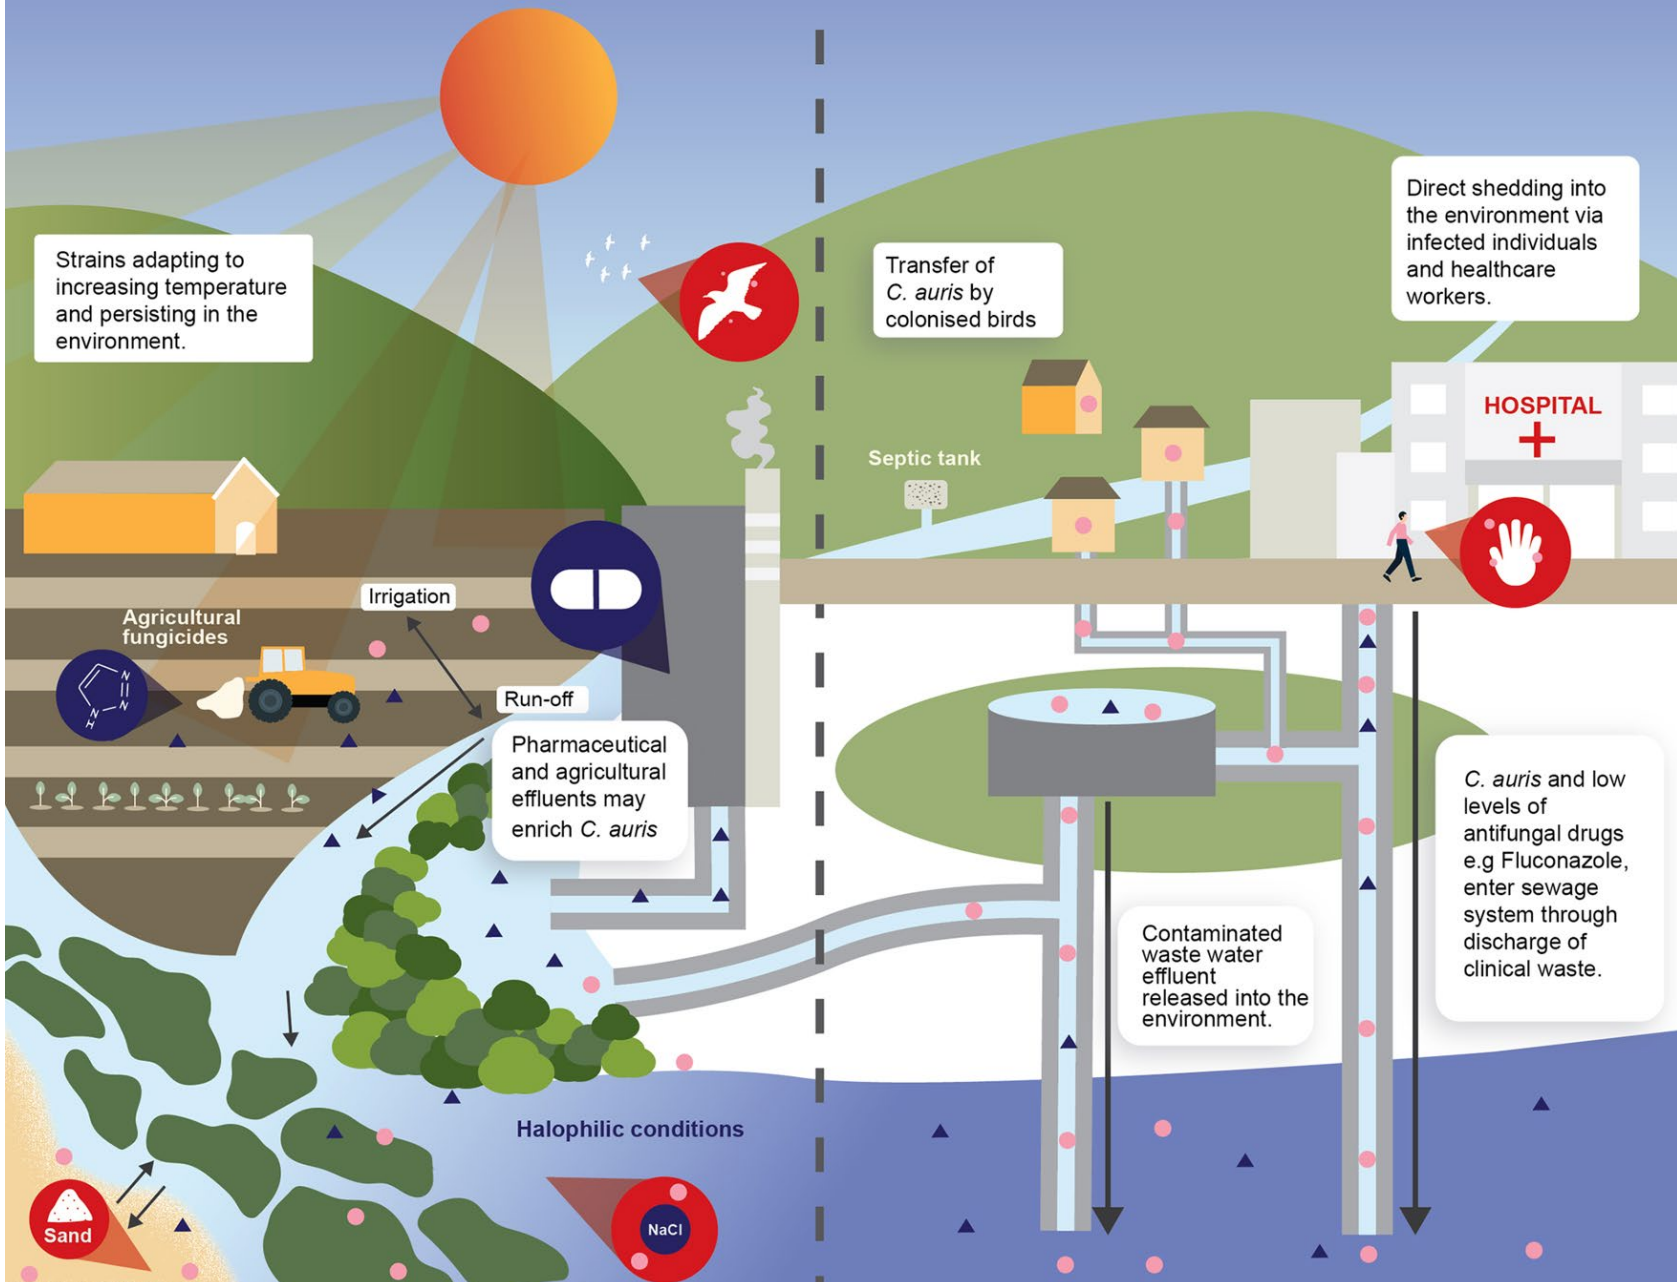 Strains adapting to
increasing temperature
and persisting in the
environment.
Transfer of
C. auris by
colonised birds
Direct shedding into
the environment via
infected individuals
and healthcare
workers.
HOSPITAL
Septic tank
Irrigation
Agricultural
fungicides
N
N
N
H
Run-off
Pharmaceutical
and agricultural
effluents may
enrich C. auris
C. auris and low
levels of
antifungal drugs
e.g Fluconazole,
enter sewage
system through
discharge of
clinical waste.
Contaminated
waste water
effluent
released into the
environment.
Halophilic conditions
NaCl
Sand